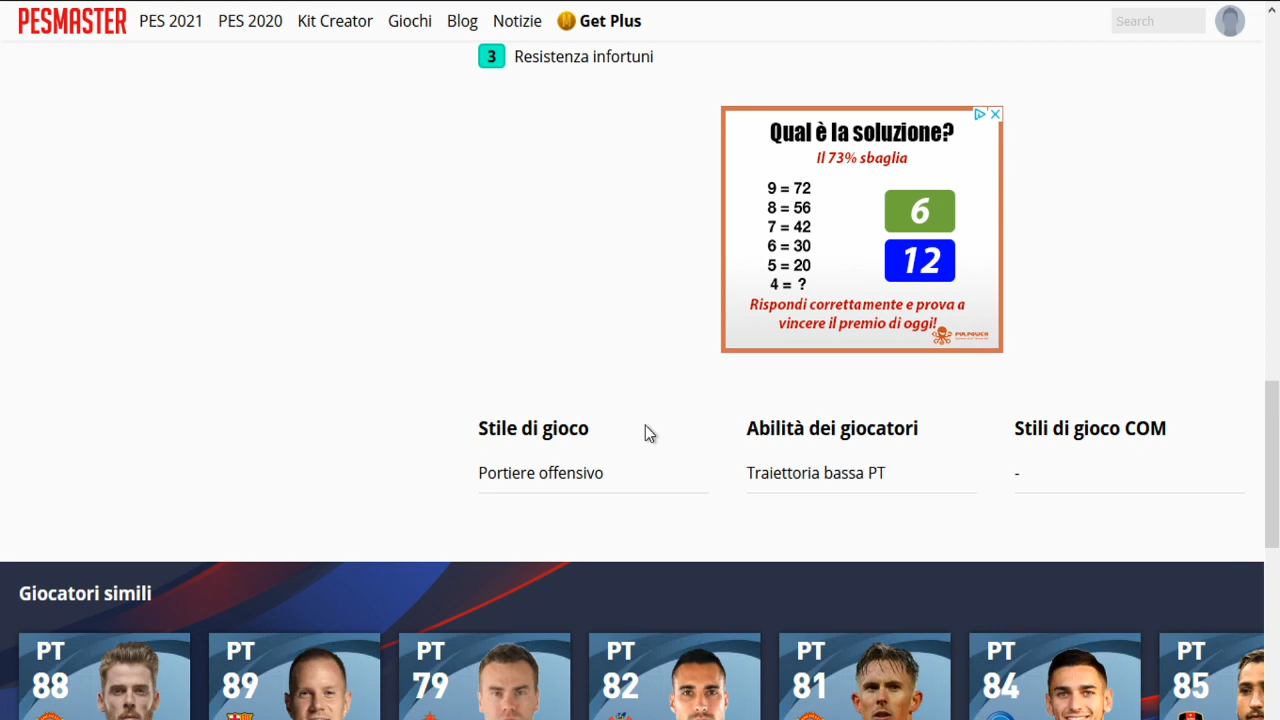 PESMASTER PES 2021 PES 2020 Kit Creator Giochi Blog Notizie Get Plus Search
3 Resistenza infortuni
Qual è la soluzione?
Il 73% sbaglia
9 = 72
8 = 56
7 = 42
6 = 30
5 = 20
4 = ?
6
12
Rispondi correttamente e prova a
vincere il premio di oggi!
Stile di gioco
Portiere offensivo
Abilità dei giocatori
Traiettoria bassa PT
Stili di gioco COM
-
Giocatori simili
PT PT PT PT PT PT PT
88 89 79 82 81 84 85